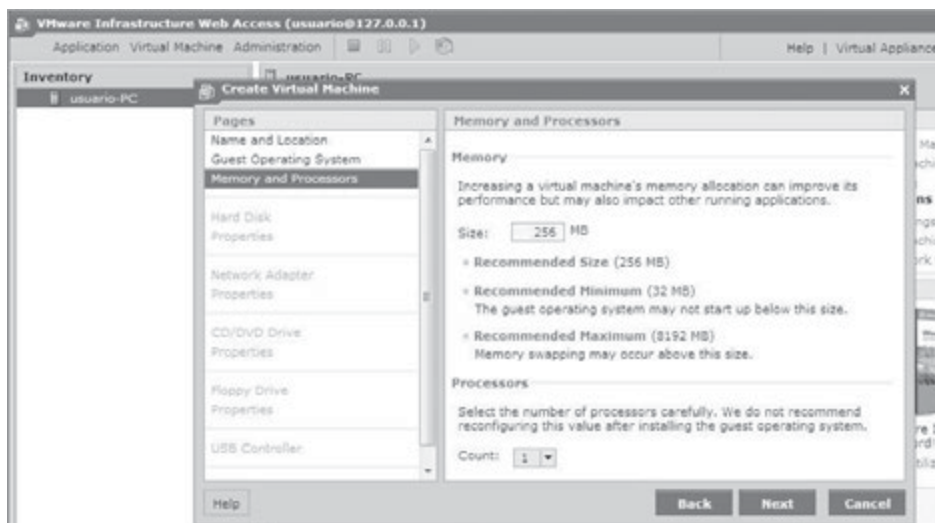 VMware Infrastructure Web Access (usuario@127.0.0.1)
Application Virtual Machine Administration
Help | Virtual Appliance
Inventory
usuario-PC
usuario-PC
Create Virtual Machine
Pages
Name and Location
Guest Operating System
Memory and Processors
Hard Disk
Properties
Network Adapter
Properties
CD/DVD Drive
Properties
Floppy Drive
Properties
USB Controller
Memory and Processors
Memory
Increasing a virtual machine's memory allocation can improve its
performance but may also impact other running applications.
Size: 256 MB
Recommended Size (256 MB)
Recommended Minimum (32 MB)
The guest operating system may not start up below this size.
Recommended Maximum (8192 MB)
Memory swapping may occur above this size.
Processors
Select the number of processors carefully. We do not recommend
reconfiguring this value after installing the guest operating system.
Count: 1
Help
Back Next Cancel